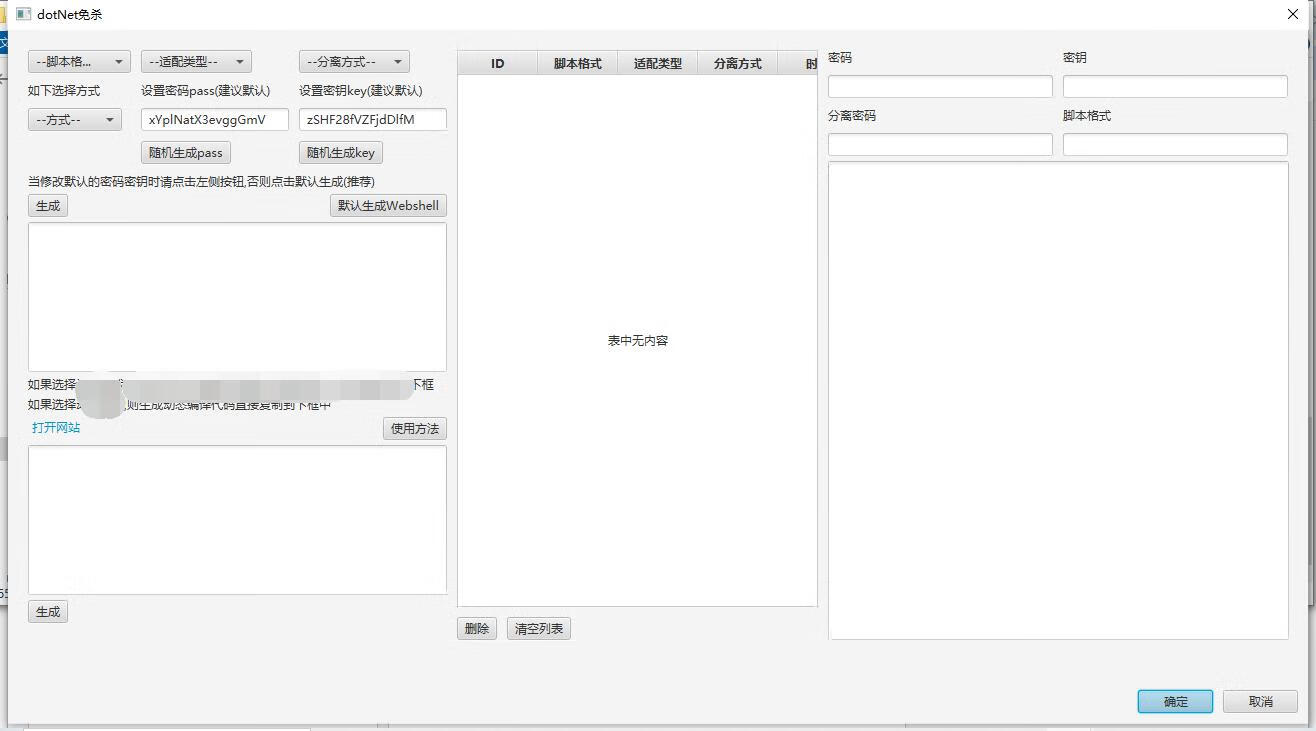 dotNet免杀
--脚本格...
--适配类型--
--分离方式--
如下选择方式
设置密码pass(建议默认)
设置密钥key(建议默认)
--方式--
xYplNatX3evggGmV
zSHF28fVZFjdDlfM
随机生成pass
随机生成key
当修改默认的密码密钥时请点击左侧按钮,否则点击默认生成(推荐)
生成
默认生成Webshell
如果选择
下框
如果选择
,则生成动态编译代码直接复制到下框中
打开网站
使用方法
生成
ID
脚本格式
适配类型
分离方式
时
表中无内容
删除
清空列表
密码
密钥
分离密码
脚本格式
确定
取消